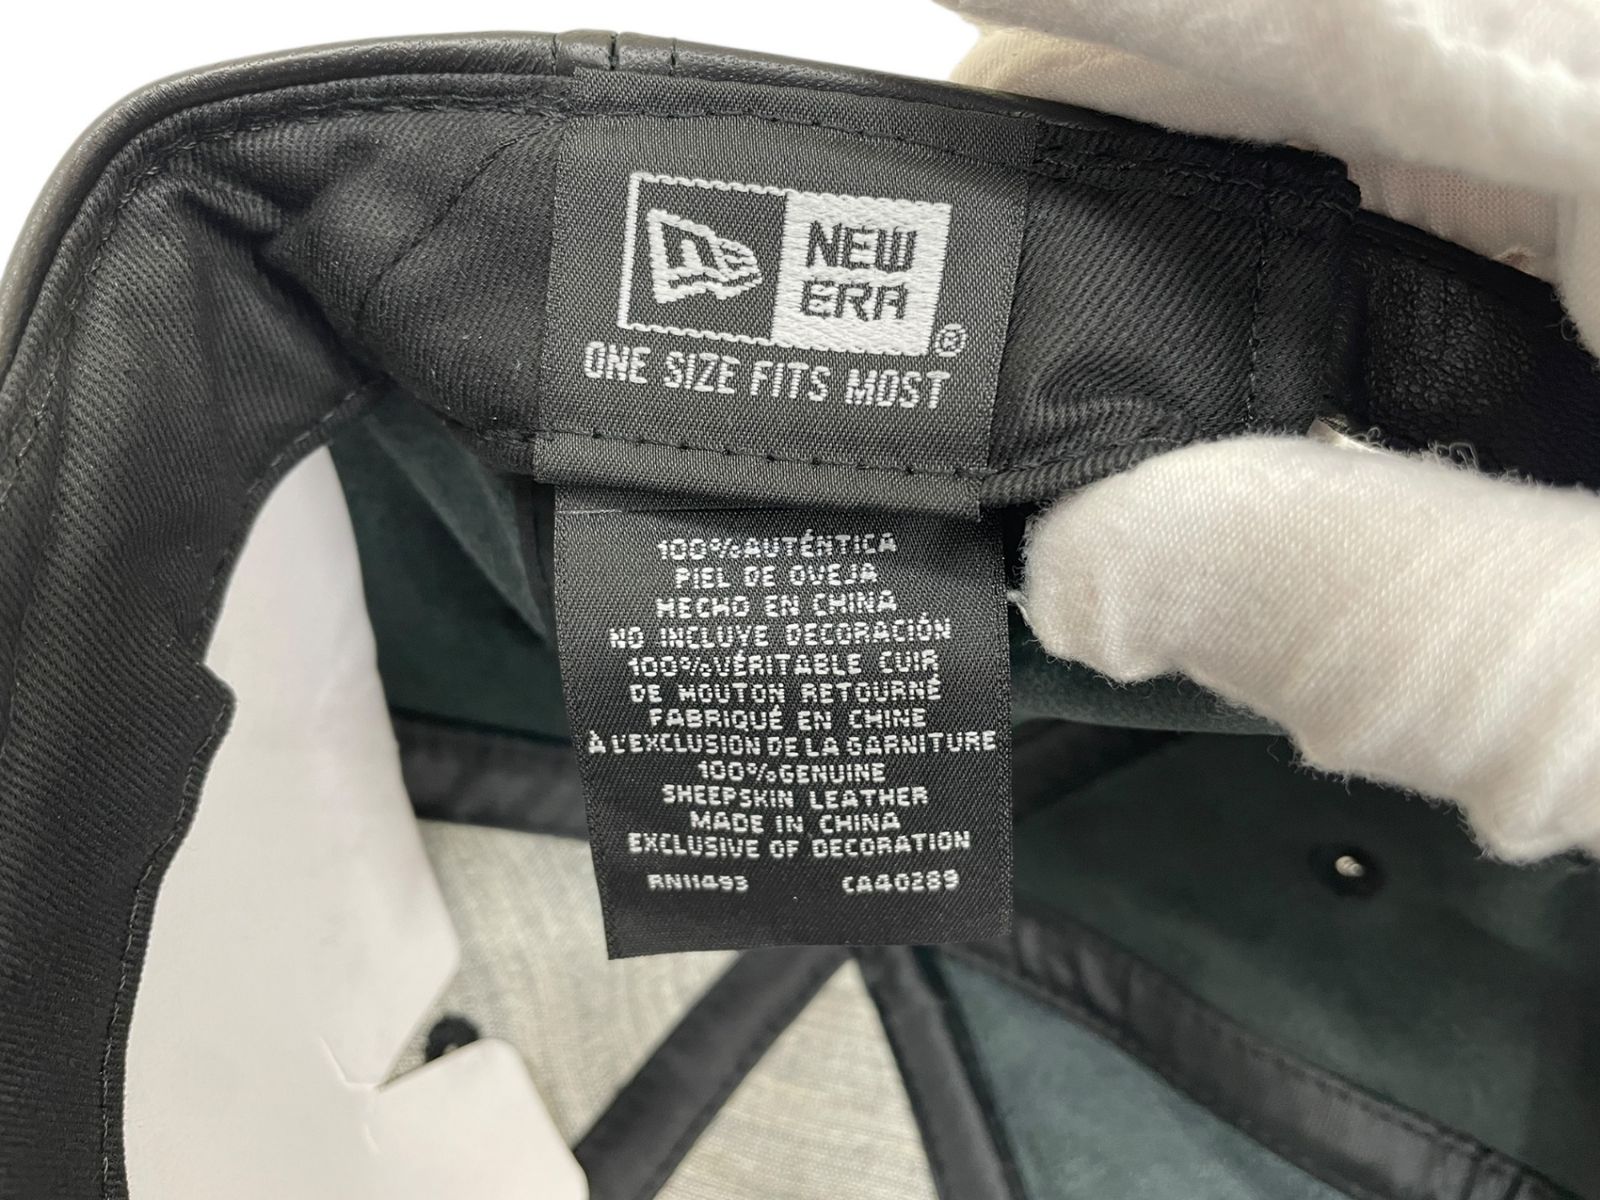 NEW
ERA
®
ONE SIZE FITS MOST
100%AUTÉNTICA
PIEL DE OVEJA
HECHO EN CHINA
NO INCLUYE DECORACIÓN
100%VÉRITABLE CUIR
DE MOUTON RETOURNÉ
FABRIQUÉ EN CHINE
À L'EXCLUSION DE LA GARNITURE
100%GENUINE
SHEEPSKIN LEATHER
MADE IN CHINA
EXCLUSIVE OF DECORATION
RN11493 CA40289